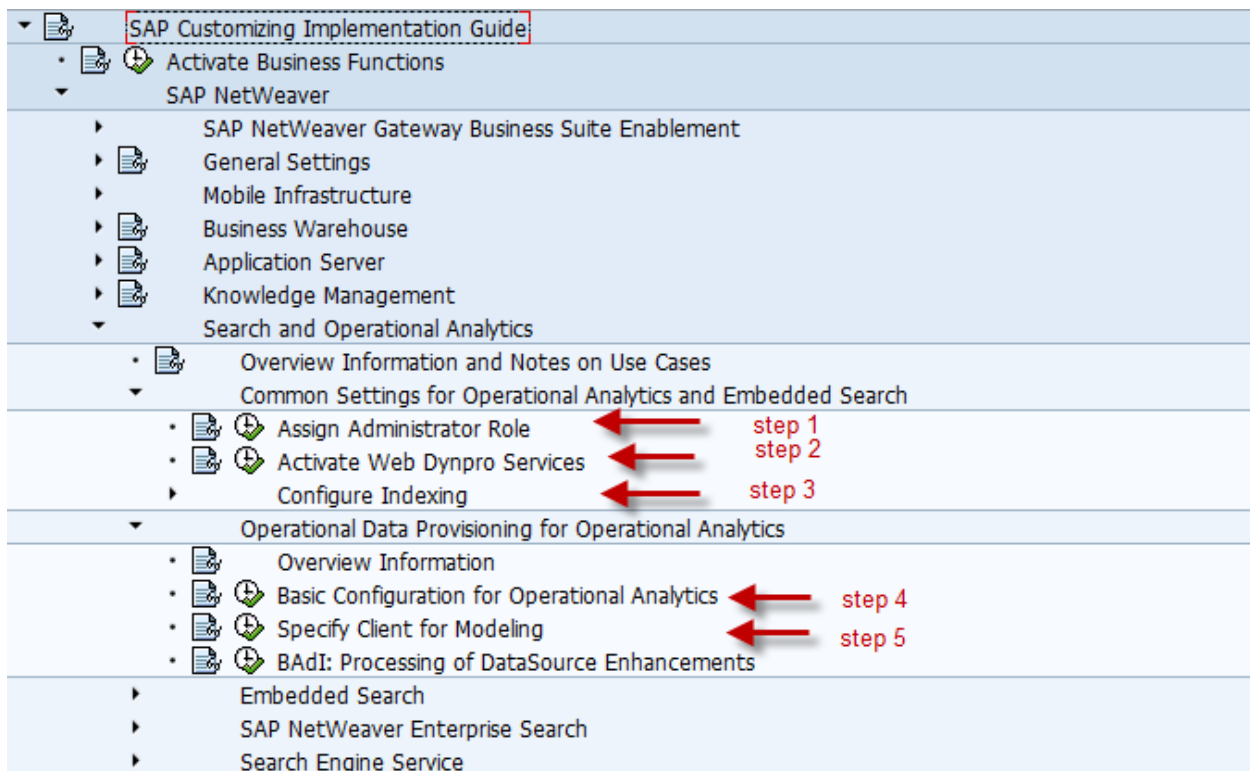 SAP Customizing Implementation Guide
Activate Business Functions
SAP NetWeaver
SAP NetWeaver Gateway Business Suite Enablement
General Settings
Mobile Infrastructure
Business Warehouse
Application Server
Knowledge Management
Search and Operational Analytics
Overview Information and Notes on Use Cases
Common Settings for Operational Analytics and Embedded Search
Assign Administrator Role step 1
Activate Web Dynpro Services step 2
Configure Indexing step 3
Operational Data Provisioning for Operational Analytics
Overview Information
Basic Configuration for Operational Analytics step 4
Specify Client for Modeling step 5
BAdI: Processing of DataSource Enhancements
Embedded Search
SAP NetWeaver Enterprise Search
Search Engine Service